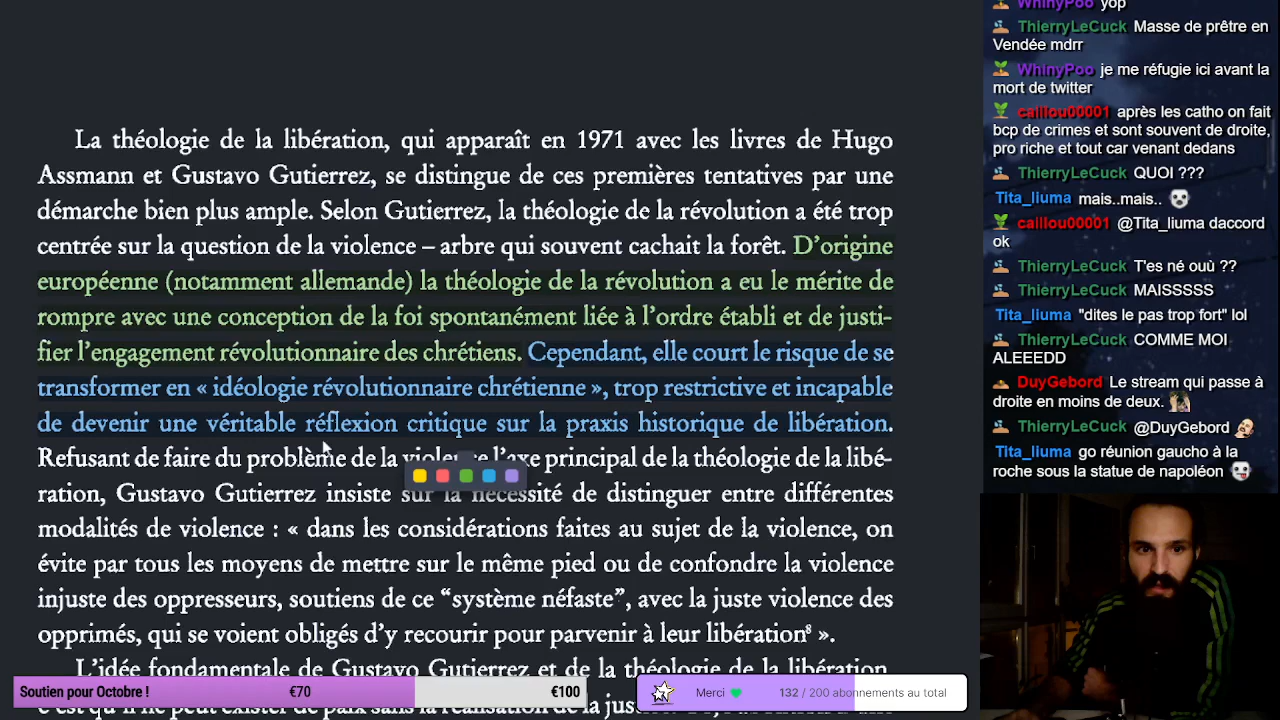 La théologie de la libération, qui apparaît en 1971 avec les livres de Hugo
Assmann et Gustavo Gutierrez, se distingue de ces premières tentatives par une
démarche bien plus ample. Selon Gutierrez, la théologie de la révolution a été trop
centrée sur la question de la violence – arbre qui souvent cachait la forêt. D’origine
européenne (notamment allemande) la théologie de la révolution a eu le mérite de
rompre avec une conception de la foi spontanément liée à l’ordre établi et de justi-
fier l’engagement révolutionnaire des chrétiens. Cependant, elle court le risque de se
transformer en « idéologie révolutionnaire chrétienne », trop restrictive et incapable
de devenir une véritable réflexion critique sur la praxis historique de libération.
Refusant de faire du problème de la violence l’axe principal de la théologie de la libé-
ration, Gustavo Gutierrez insiste sur la nécessité de distinguer entre différentes
modalités de violence : « dans les considérations faites au sujet de la violence, on
évite par tous les moyens de mettre sur le même pied ou de confondre la violence
injuste des oppresseurs, soutiens de ce “système néfaste”, avec la juste violence des
opprimés, qui se voient obligés d’y recourir pour parvenir à leur libération⁸ ».
L’idée fondamentale de Gustavo Gutierrez et de la théologie de la libération,
Soutien pour Octobre ! €70 €100
Merci 132 / 200 abonnements au total
WhinyPoo yop
ThierryLeCuck Masse de prêtre en
Vendée mdrr
WhinyPoo je me réfugie ici avant la
mort de twitter
caillou00001 après les catho on fait
bcp de crimes et sont souvent de droite,
pro riche et tout car venant dedans
ThierryLeCuck QUOI ???
Tita_liuma mais..mais..
caillou00001 @Tita_liuma daccord
ok
ThierryLeCuck T'es né ouù ??
ThierryLeCuck MAISSSSS
Tita_liuma "dites le pas trop fort" lol
ThierryLeCuck COMME MOI
ALEEEDD
DuyGebord Le stream qui passe à
droite en moins de deux.
ThierryLeCuck @DuyGebord
Tita_liuma go réunion gaucho à la
roche sous la statue de napoléon